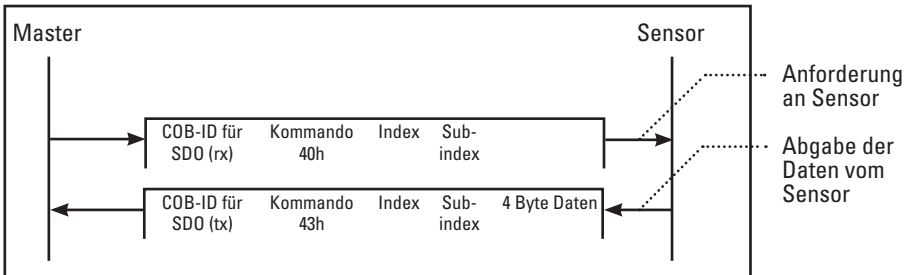 Master Sensor
Anforderung
an Sensor
COB-ID für Kommando Index Sub-
SDO (rx) 40h index
Abgabe der
Daten vom
Sensor
COB-ID für Kommando Index Sub- 4 Byte Daten
SDO (tx) 43h index